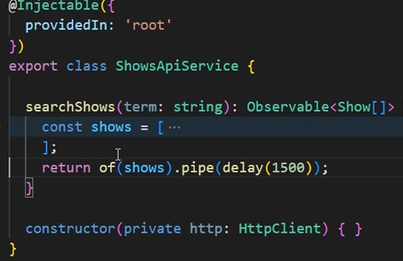 @Injectable({
  providedIn: 'root'
})
export class ShowsApiService {
  searchShows(term: string): Observable<Show[]>
    const shows = [ ···
    ];
    return of(shows).pipe(delay(1500));
  }
  constructor(private http: HttpClient) { }
}